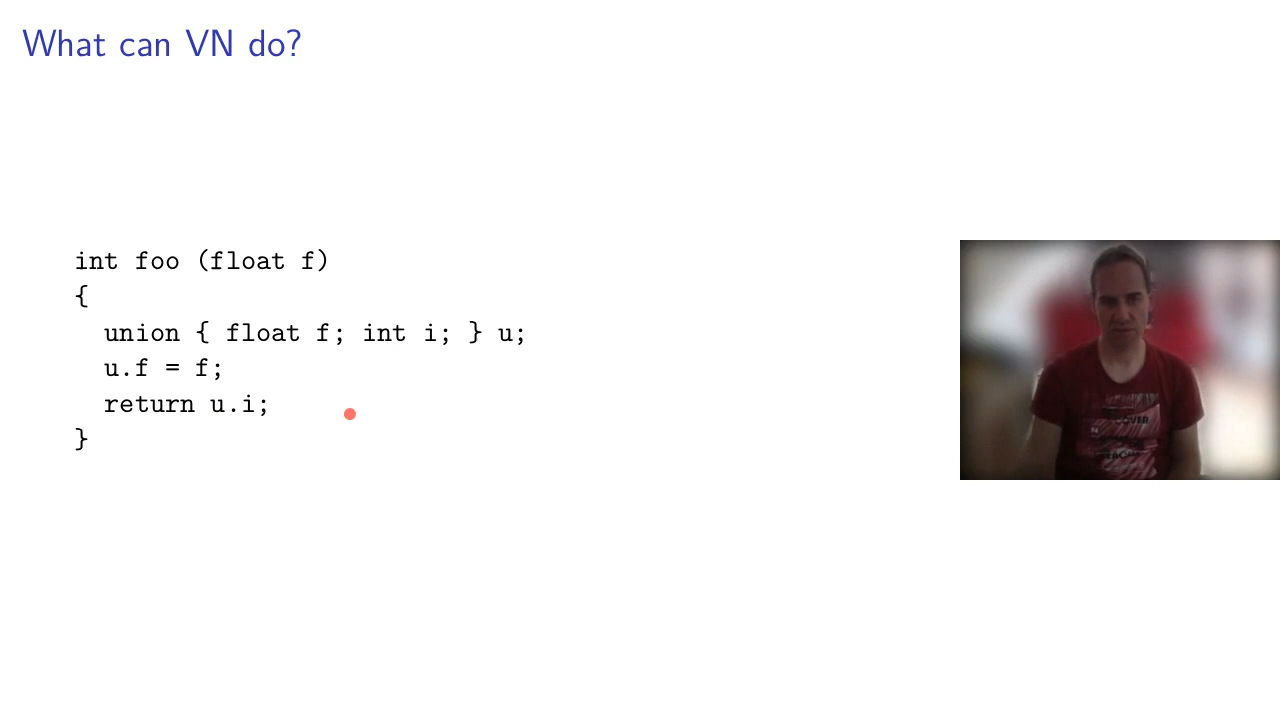 What can VN do?
int foo (float f)
{
  union { float f; int i; } u;
  u.f = f;
  return u.i;
}